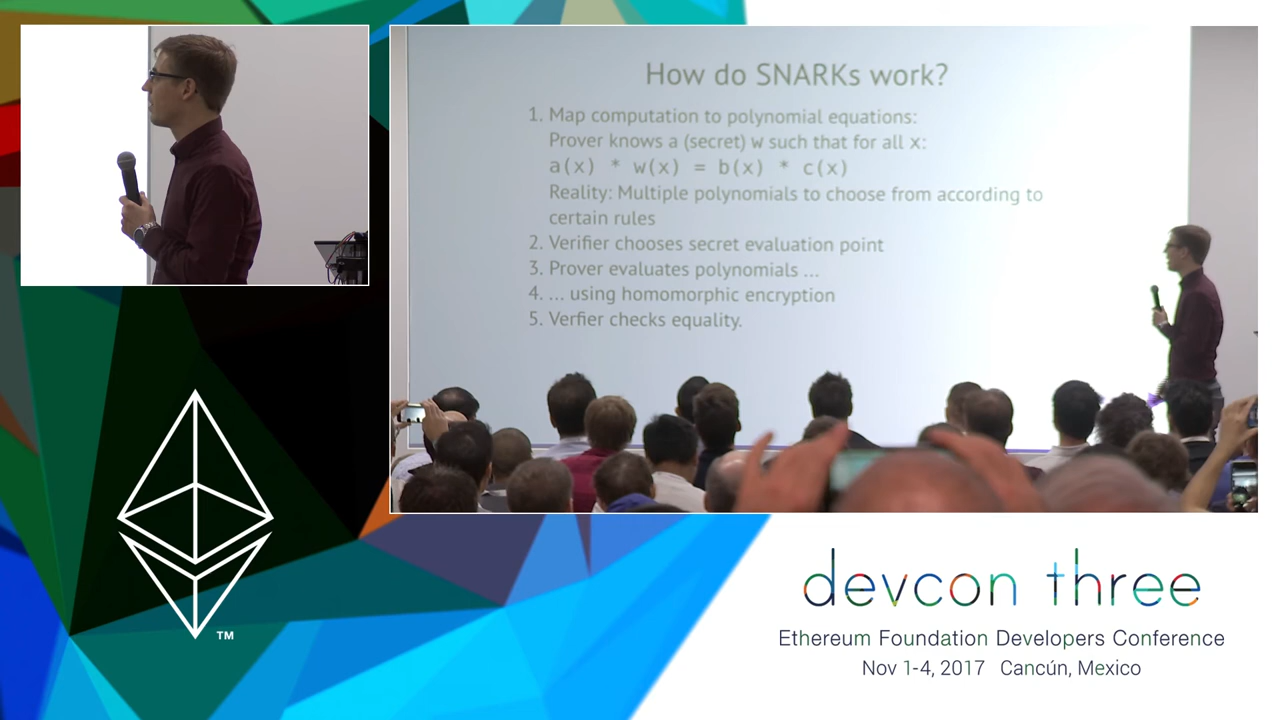 How do SNARKs work?
1. Map computation to polynomial equations:
Prover knows a (secret) w such that for all x:
a(x) * w(x) = b(x) * c(x)
Reality: Multiple polynomials to choose from according to
certain rules
2. Verifier chooses secret evaluation point
3. Prover evaluates polynomials ...
4. ... using homomorphic encryption
5. Verfier checks equality.
TM
devcon three
Ethereum Foundation Developers Conference
Nov 1-4, 2017 Cancún, Mexico